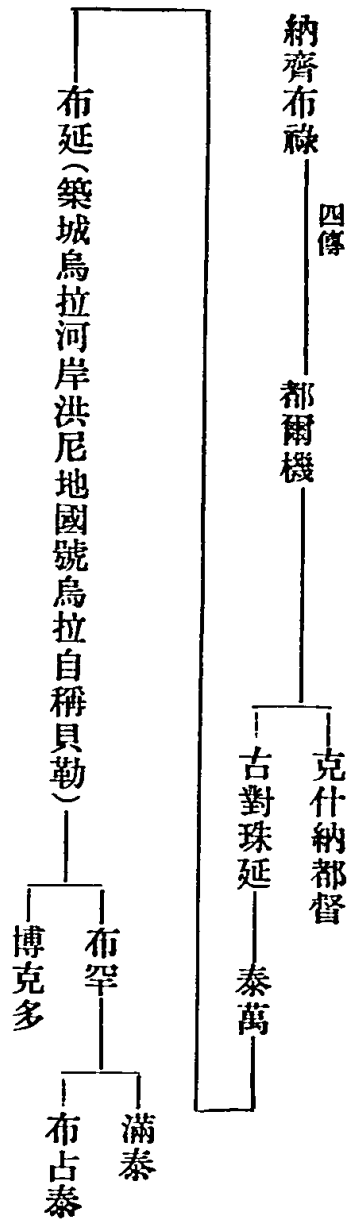 納齊布祿
四傳
都爾機
克什納都督
古對珠延
泰萬
布延（築城烏拉河岸洪尼地國號烏拉自稱貝勒）
布罕
博克多
滿泰
布占泰